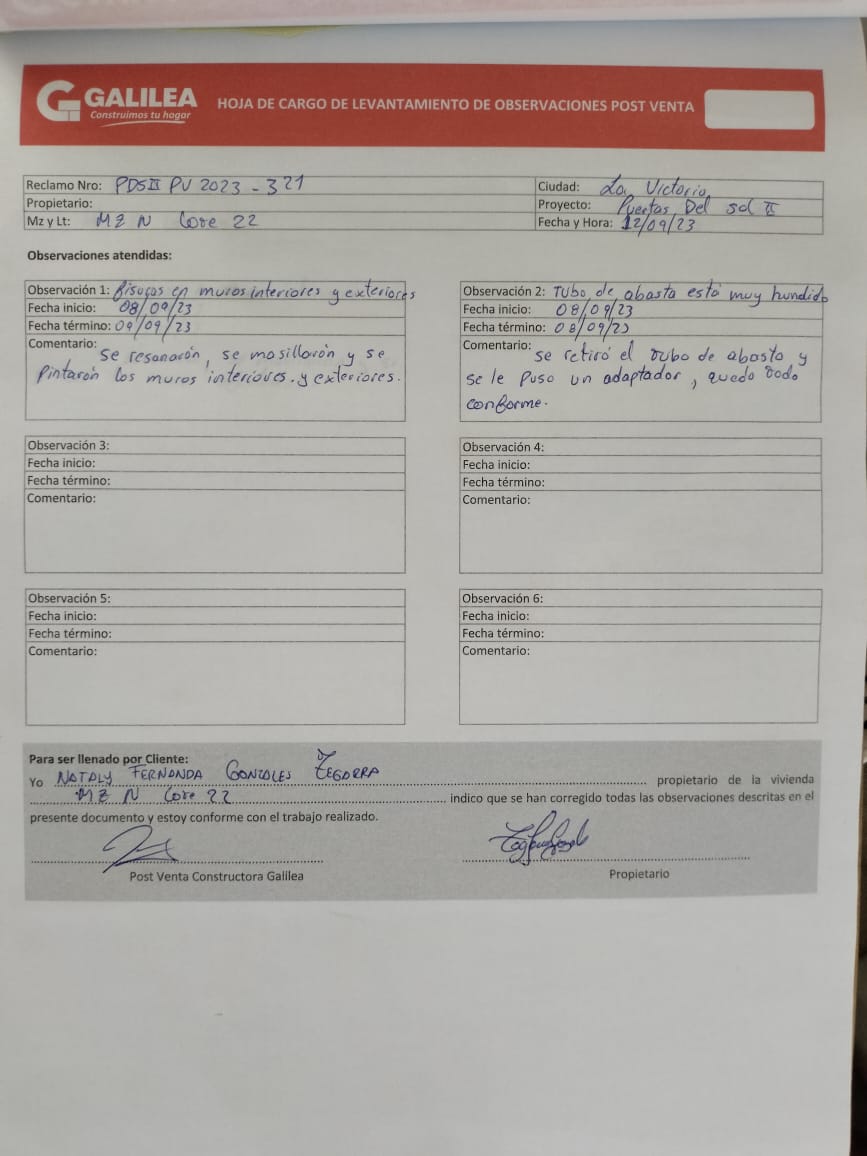 GALILEA
Construimos tu hogar
HOJA DE CARGO DE LEVANTAMIENTO DE OBSERVACIONES POST VENTA
Reclamo Nro: PDSII PV 2023 - 321
Ciudad: La Victoria
Propietario:
Proyecto: Puertas Del sol II
Mz y Lt: MZ N Lote 22
Fecha y Hora: 12/09/23
Observaciones atendidas:
Observación 1: Fisuras en muros interiores y exteriores
Fecha inicio: 08/09/23
Fecha término: 09/09/23
Comentario: se resanarón, se masillarón y se
Pintarón los muros interiores. y exteriores.
Observación 2: Tubo de abasta está muy hundido
Fecha inicio: 08/09/23
Fecha término: 08/09/23
Comentario: se retiró el tubo de abasto y
se le puso un adaptador, quedo todo
conforme.
Observación 3:
Fecha inicio:
Fecha término:
Comentario:
Observación 4:
Fecha inicio:
Fecha término:
Comentario:
Observación 5:
Fecha inicio:
Fecha término:
Comentario:
Observación 6:
Fecha inicio:
Fecha término:
Comentario:
Para ser llenado por Cliente:
Yo NATALY FERNANDA GONZALES ZEGARRA propietario de la vivienda
MZ N Lote 22 indico que se han corregido todas las observaciones descritas en el
presente documento y estoy conforme con el trabajo realizado.
Post Venta Constructora Galilea
Propietario